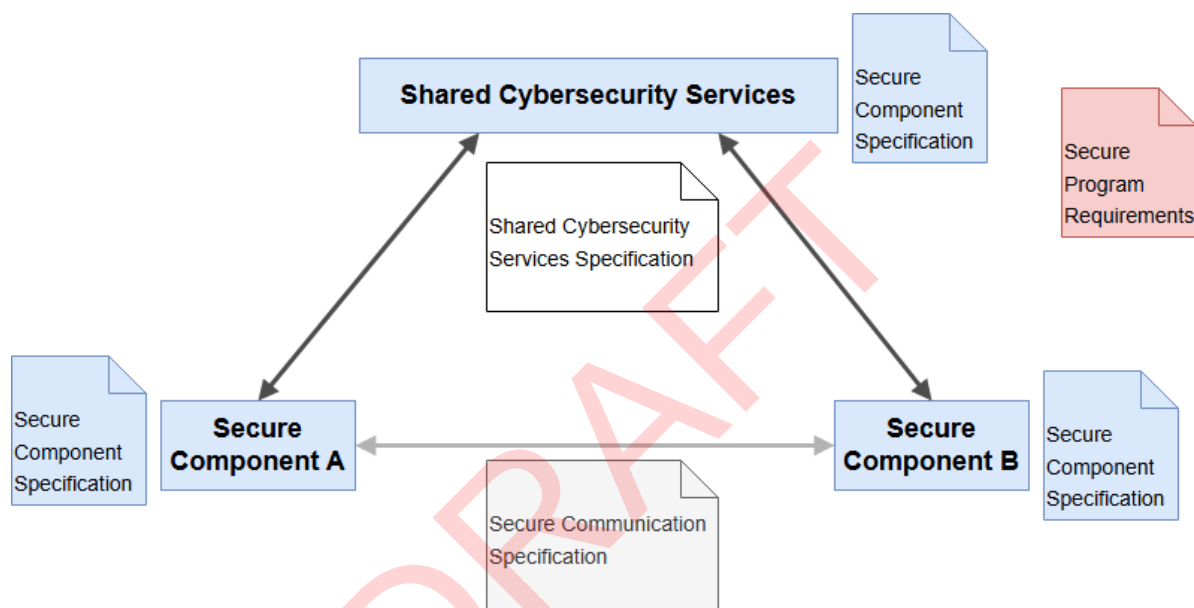 Shared Cybersecurity Services
Secure
Component
Specification
Secure
Program
Requirements
Shared Cybersecurity
Services Specification
Secure
Component
Specification
Secure
Component A
Secure
Component B
Secure
Component
Specification
Secure Communication
Specification
DRAFT